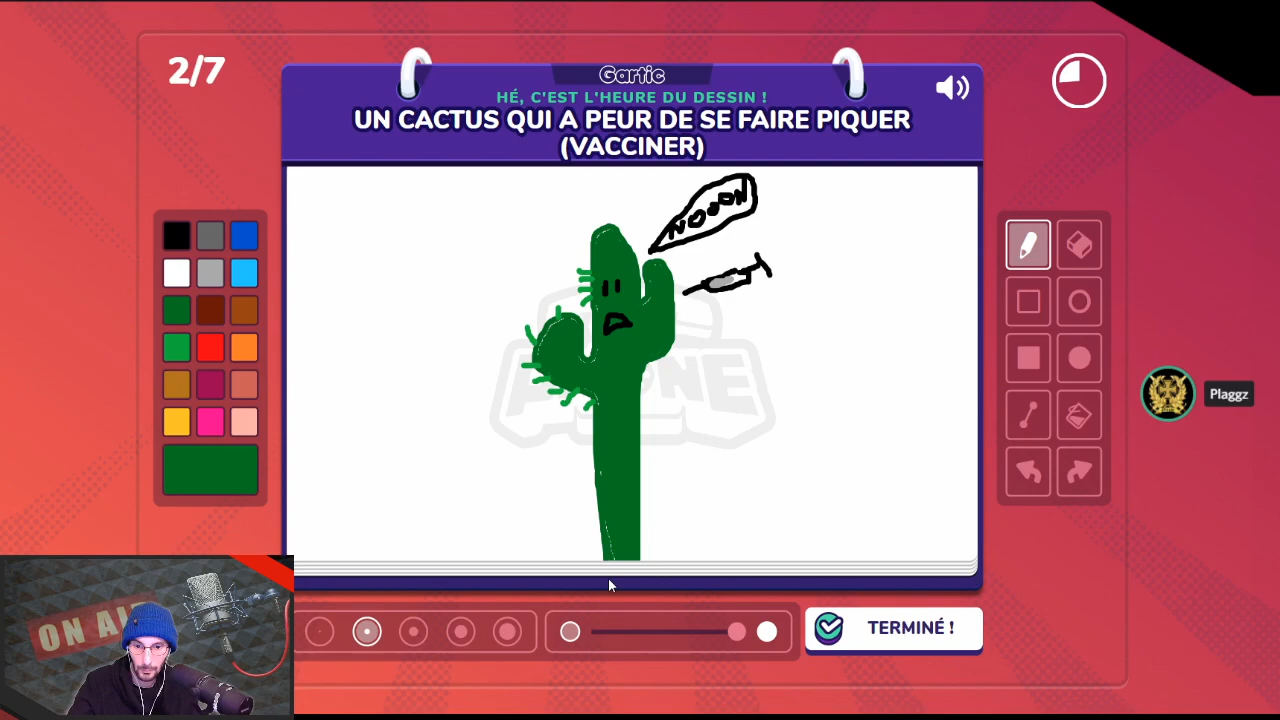 2/7
Gartic
HÉ, C'EST L'HEURE DU DESSIN !
UN CACTUS QUI A PEUR DE SE FAIRE PIQUER
(VACCINER)
NOOON
Plaggz
ON AI
TERMINÉ !